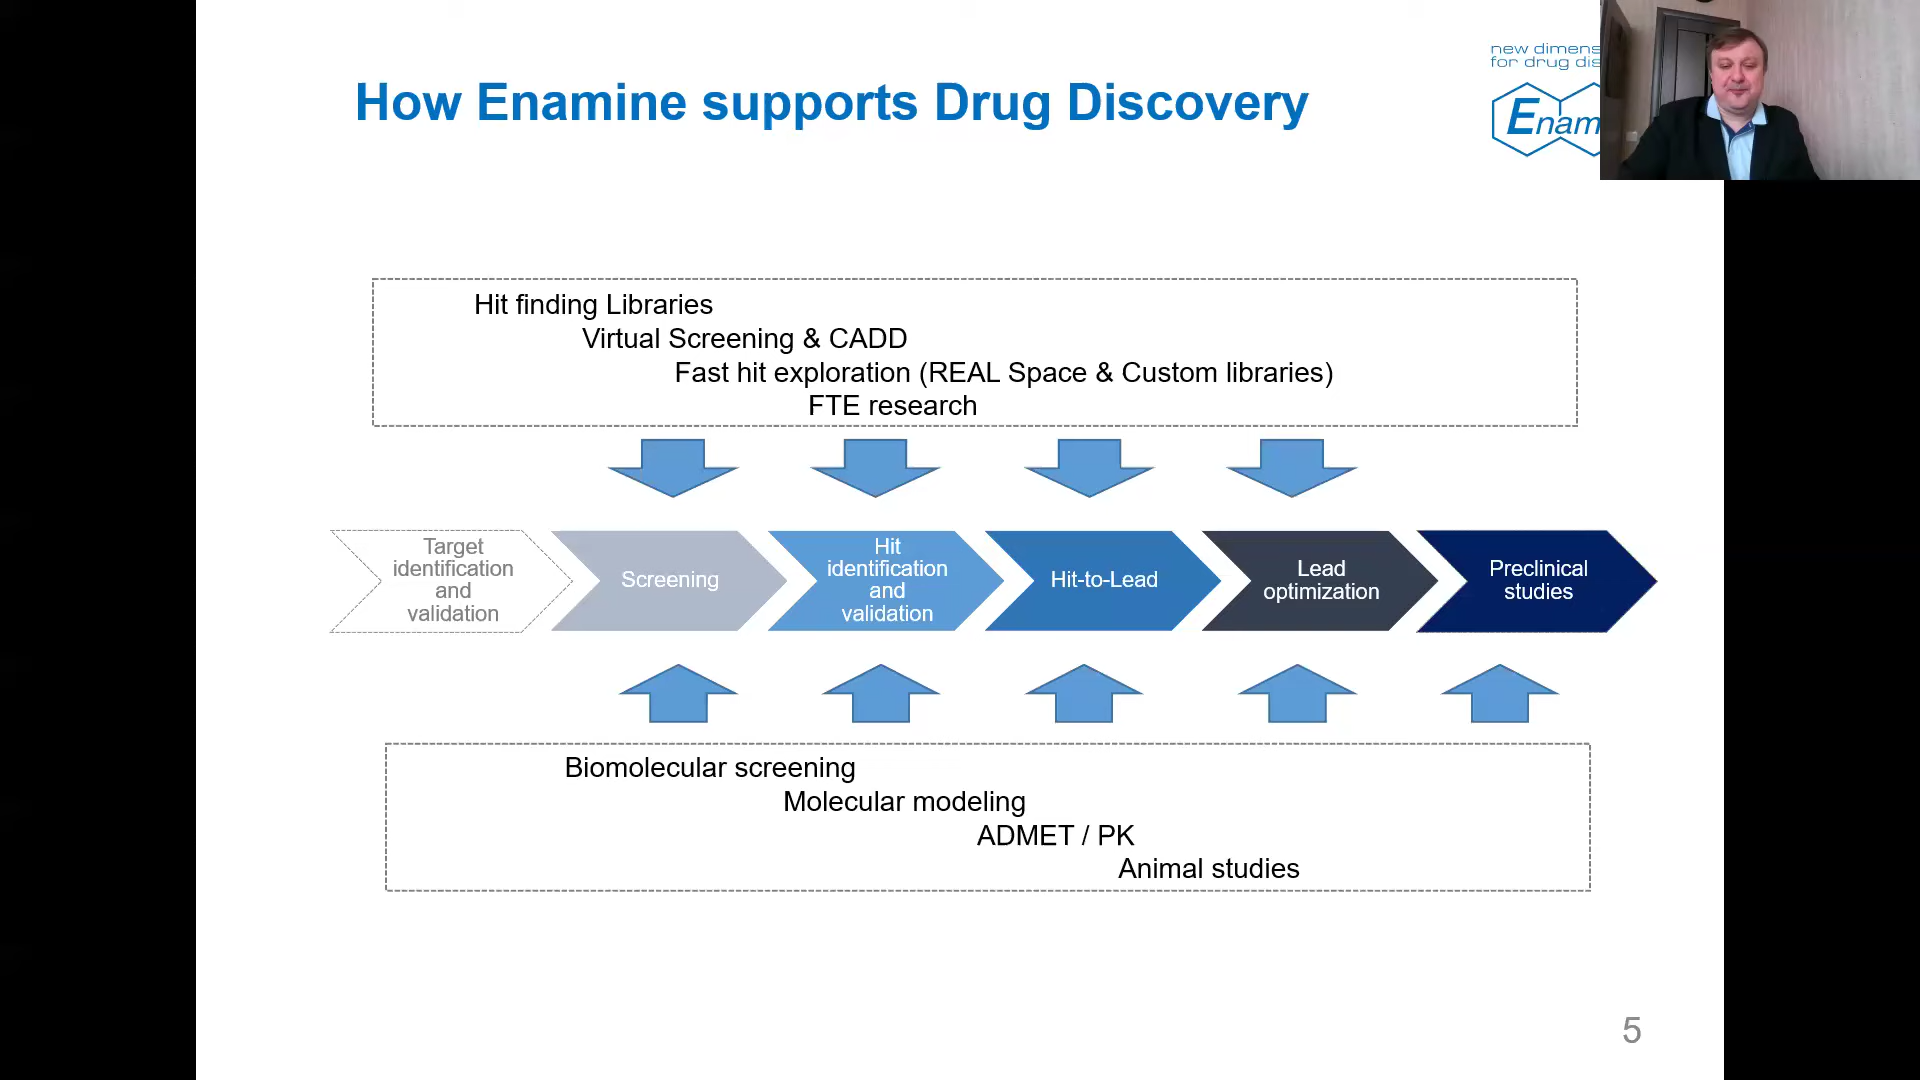 new dimens
for drug dis
How Enamine supports Drug Discovery
Enam
Hit finding Libraries
Virtual Screening & CADD
Fast hit exploration (REAL Space & Custom libraries)
FTE research
Target
identification
and
validation
Screening
Hit
identification
and
validation
Hit-to-Lead
Lead
optimization
Preclinical
studies
Biomolecular screening
Molecular modeling
ADMET / PK
Animal studies
5